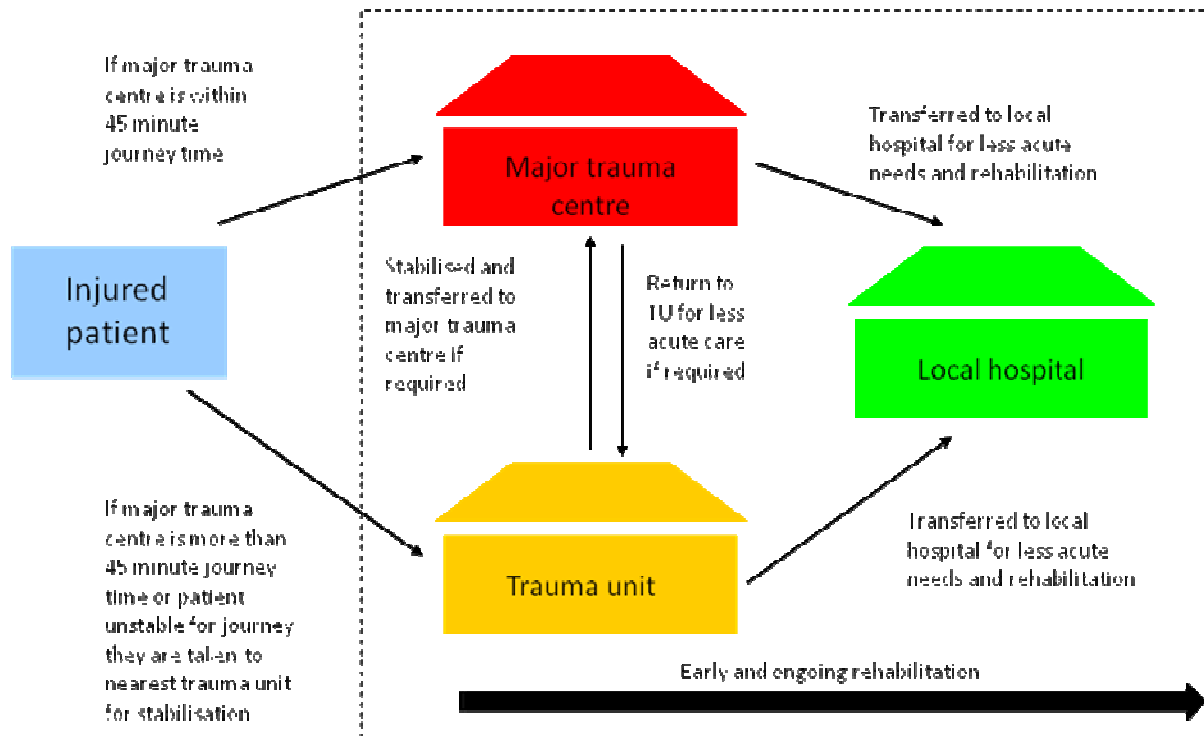 If major trauma
centre is within
45 minute
journey time
Major trauma
centre
Transferred to local
hospital for less acute
needs and rehabilitation
Injured
patient
Stabilised and
transferred to
major trauma
centre if
required
Return to
TU for less
acute care
if required
Local hospital
If major trauma
centre is more than
45 minute journey
time or patient
unstable for journey
they are taken to
nearest trauma unit
for stabilisation
Trauma unit
Transferred to local
hospital for less acute
needs and rehabilitation
Early and ongoing rehabilitation